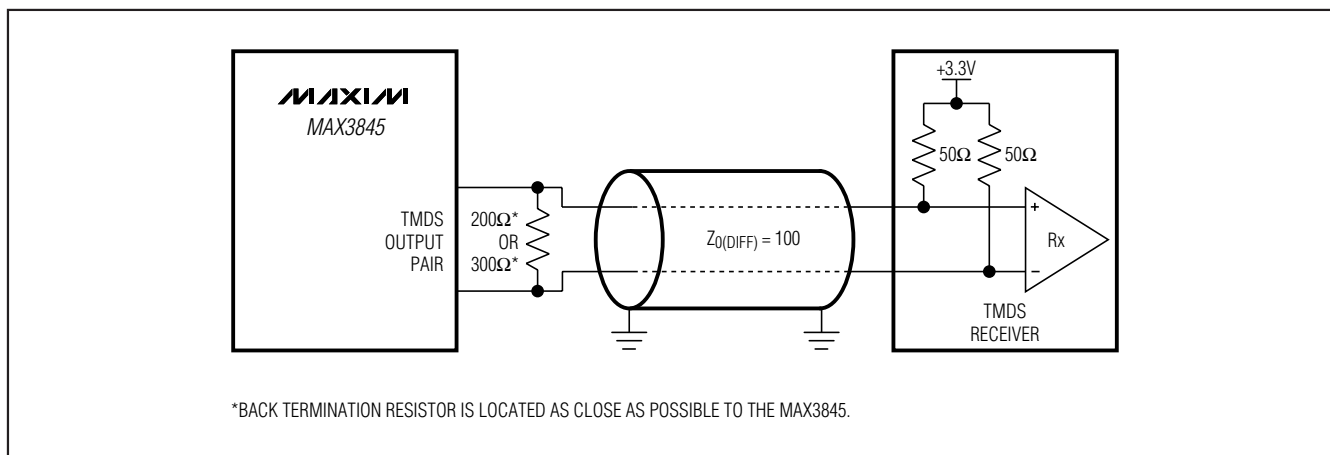 MAXIM
MAX3845
TMDS
OUTPUT
PAIR
200Ω*
OR
300Ω*
Z0(DIFF) = 100
+3.3V
50Ω
50Ω
+
Rx
−
TMDS
RECEIVER
*BACK TERMINATION RESISTOR IS LOCATED AS CLOSE AS POSSIBLE TO THE MAX3845.